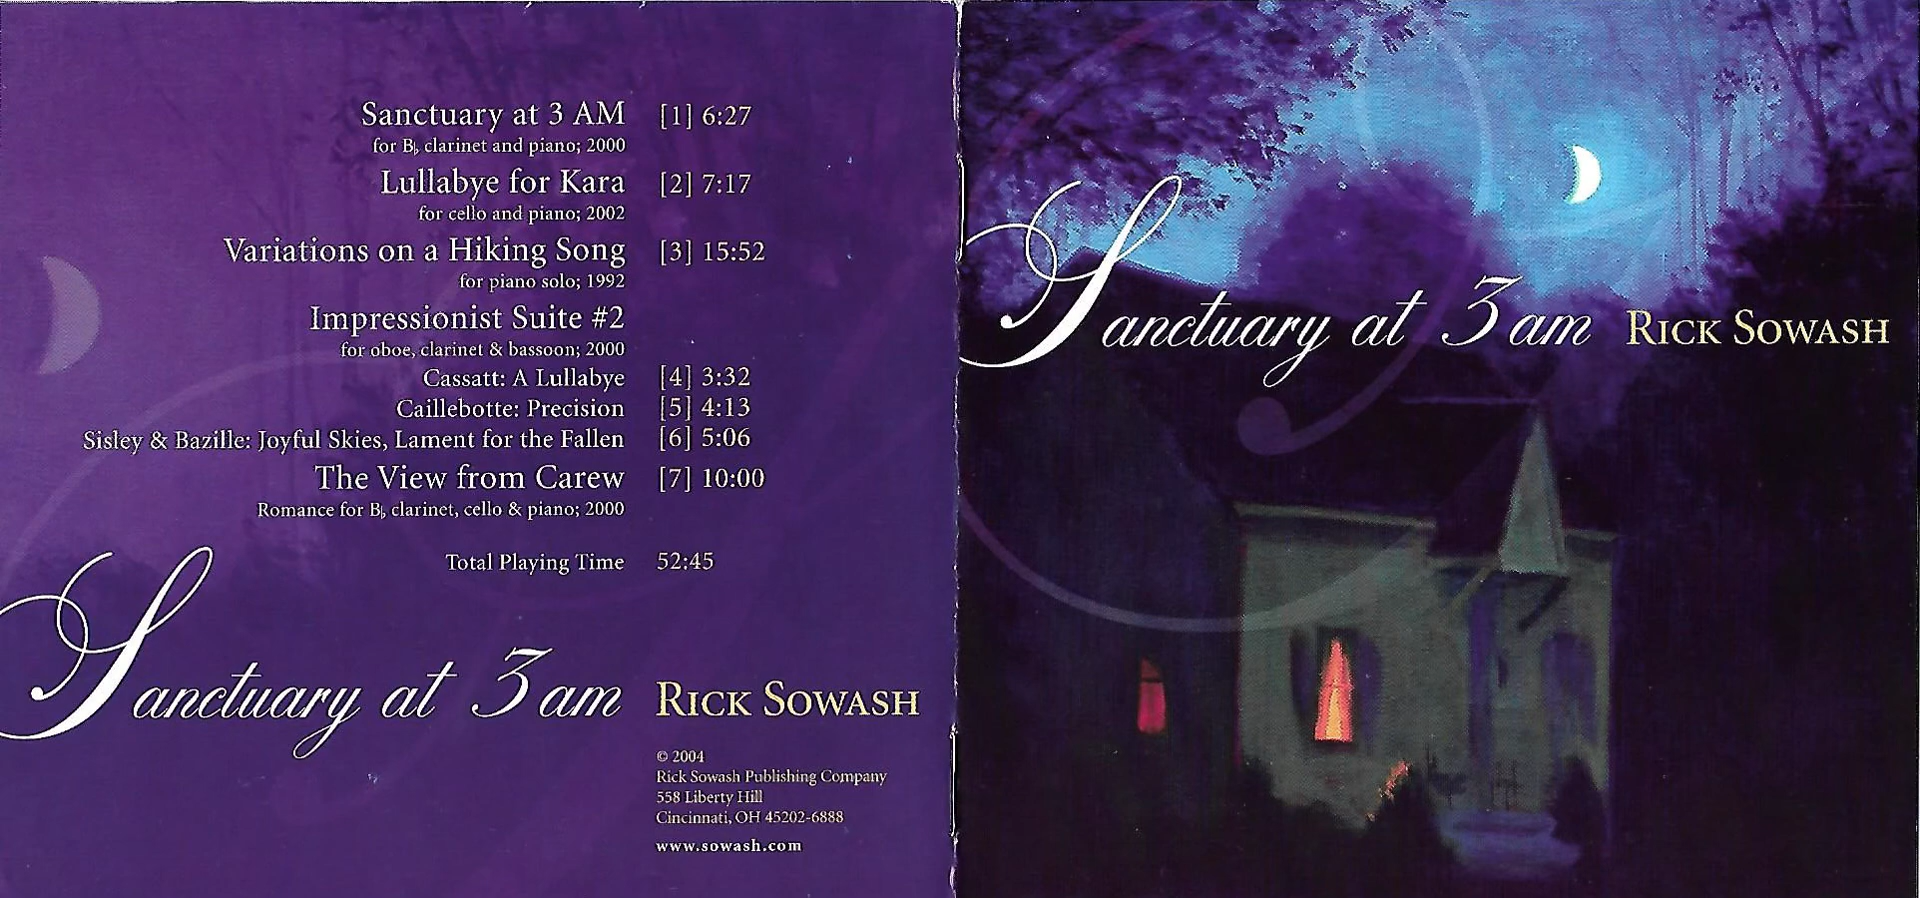 Sanctuary at 3 AM [1] 6:27
for B♭ clarinet and piano; 2000
Lullabye for Kara [2] 7:17
for cello and piano; 2002
Variations on a Hiking Song [3] 15:52
for piano solo; 1992
Impressionist Suite #2
for oboe, clarinet & bassoon; 2000
Cassatt: A Lullabye [4] 3:32
Caillebotte: Precision [5] 4:13
Sisley & Bazille: Joyful Skies, Lament for the Fallen [6] 5:06
The View from Carew [7] 10:00
Romance for B♭ clarinet, cello & piano; 2000
Total Playing Time 52:45
Sanctuary at 3 am RICK SOWASH
© 2004
Rick Sowash Publishing Company
558 Liberty Hill
Cincinnati, OH 45202-6888
www.sowash.com
Sanctuary at 3 am RICK SOWASH